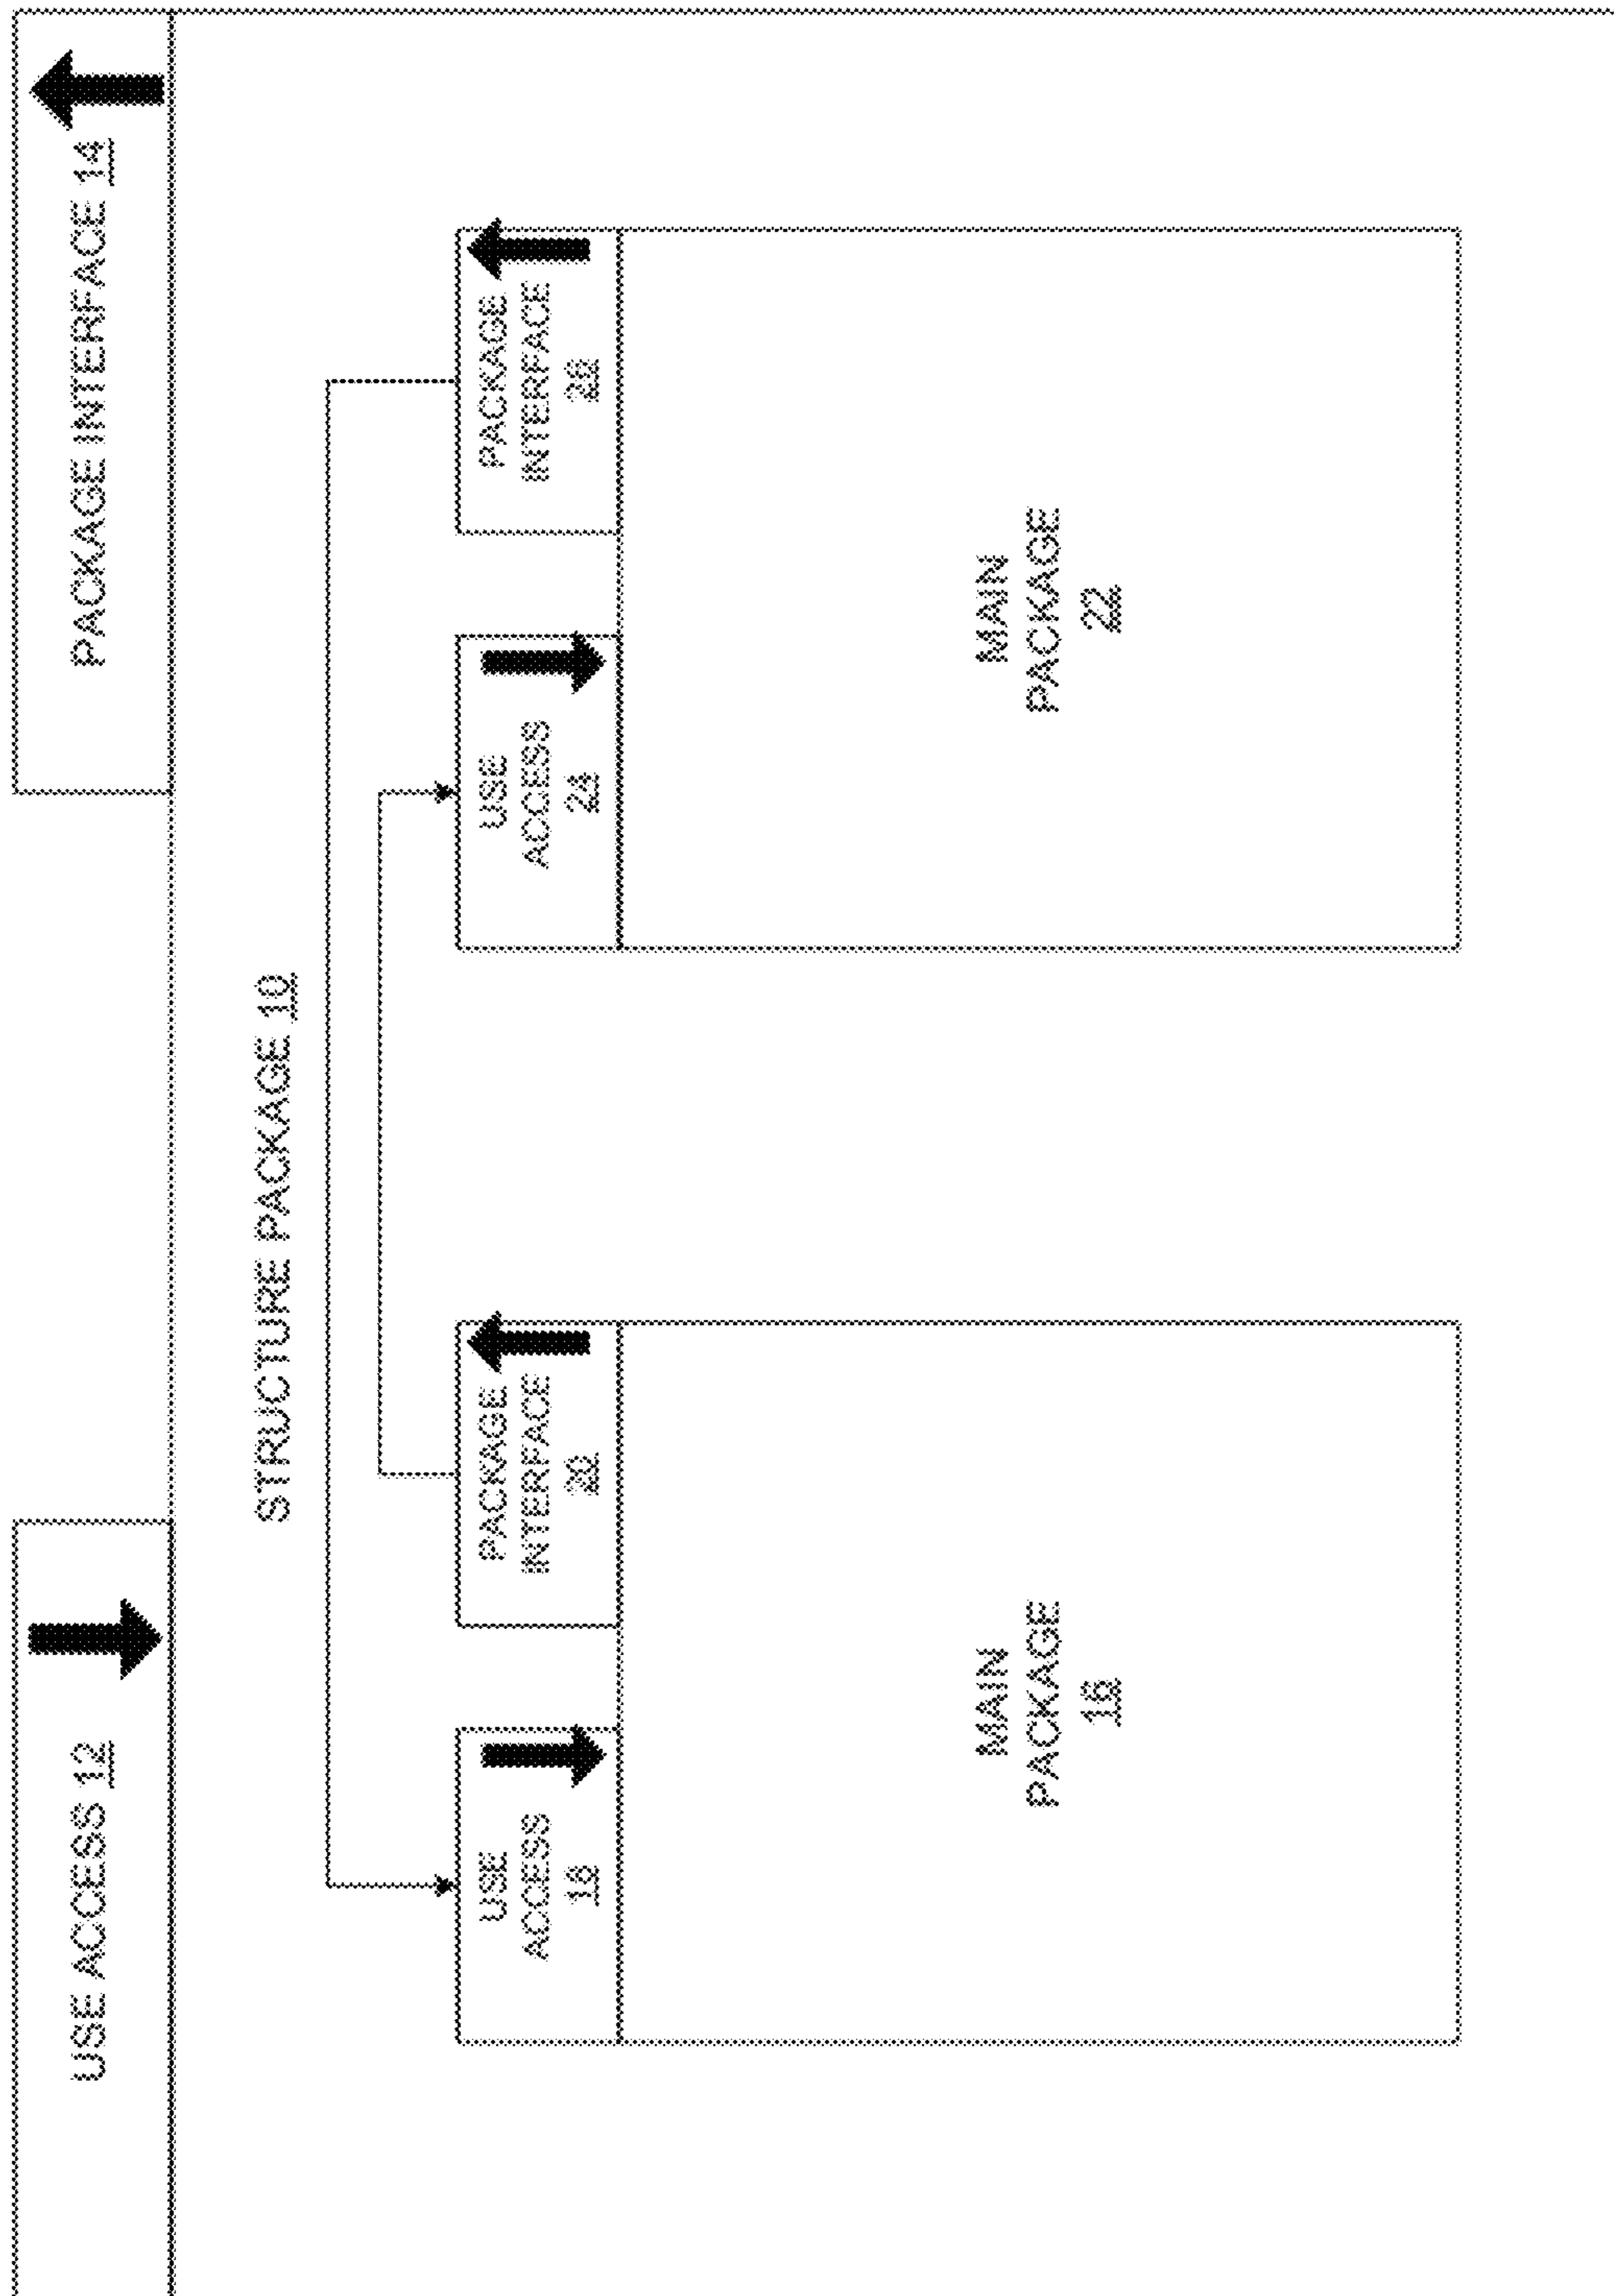 USE ACCESS 12
PACKAGE INTERFACE 14
STRUCTURE PACKAGE 10
USE
ACCESS
18
PACKAGE
INTERFACE
20
USE
ACCESS
24
PACKAGE
INTERFACE
26
MAIN
PACKAGE
16
MAIN
PACKAGE
22